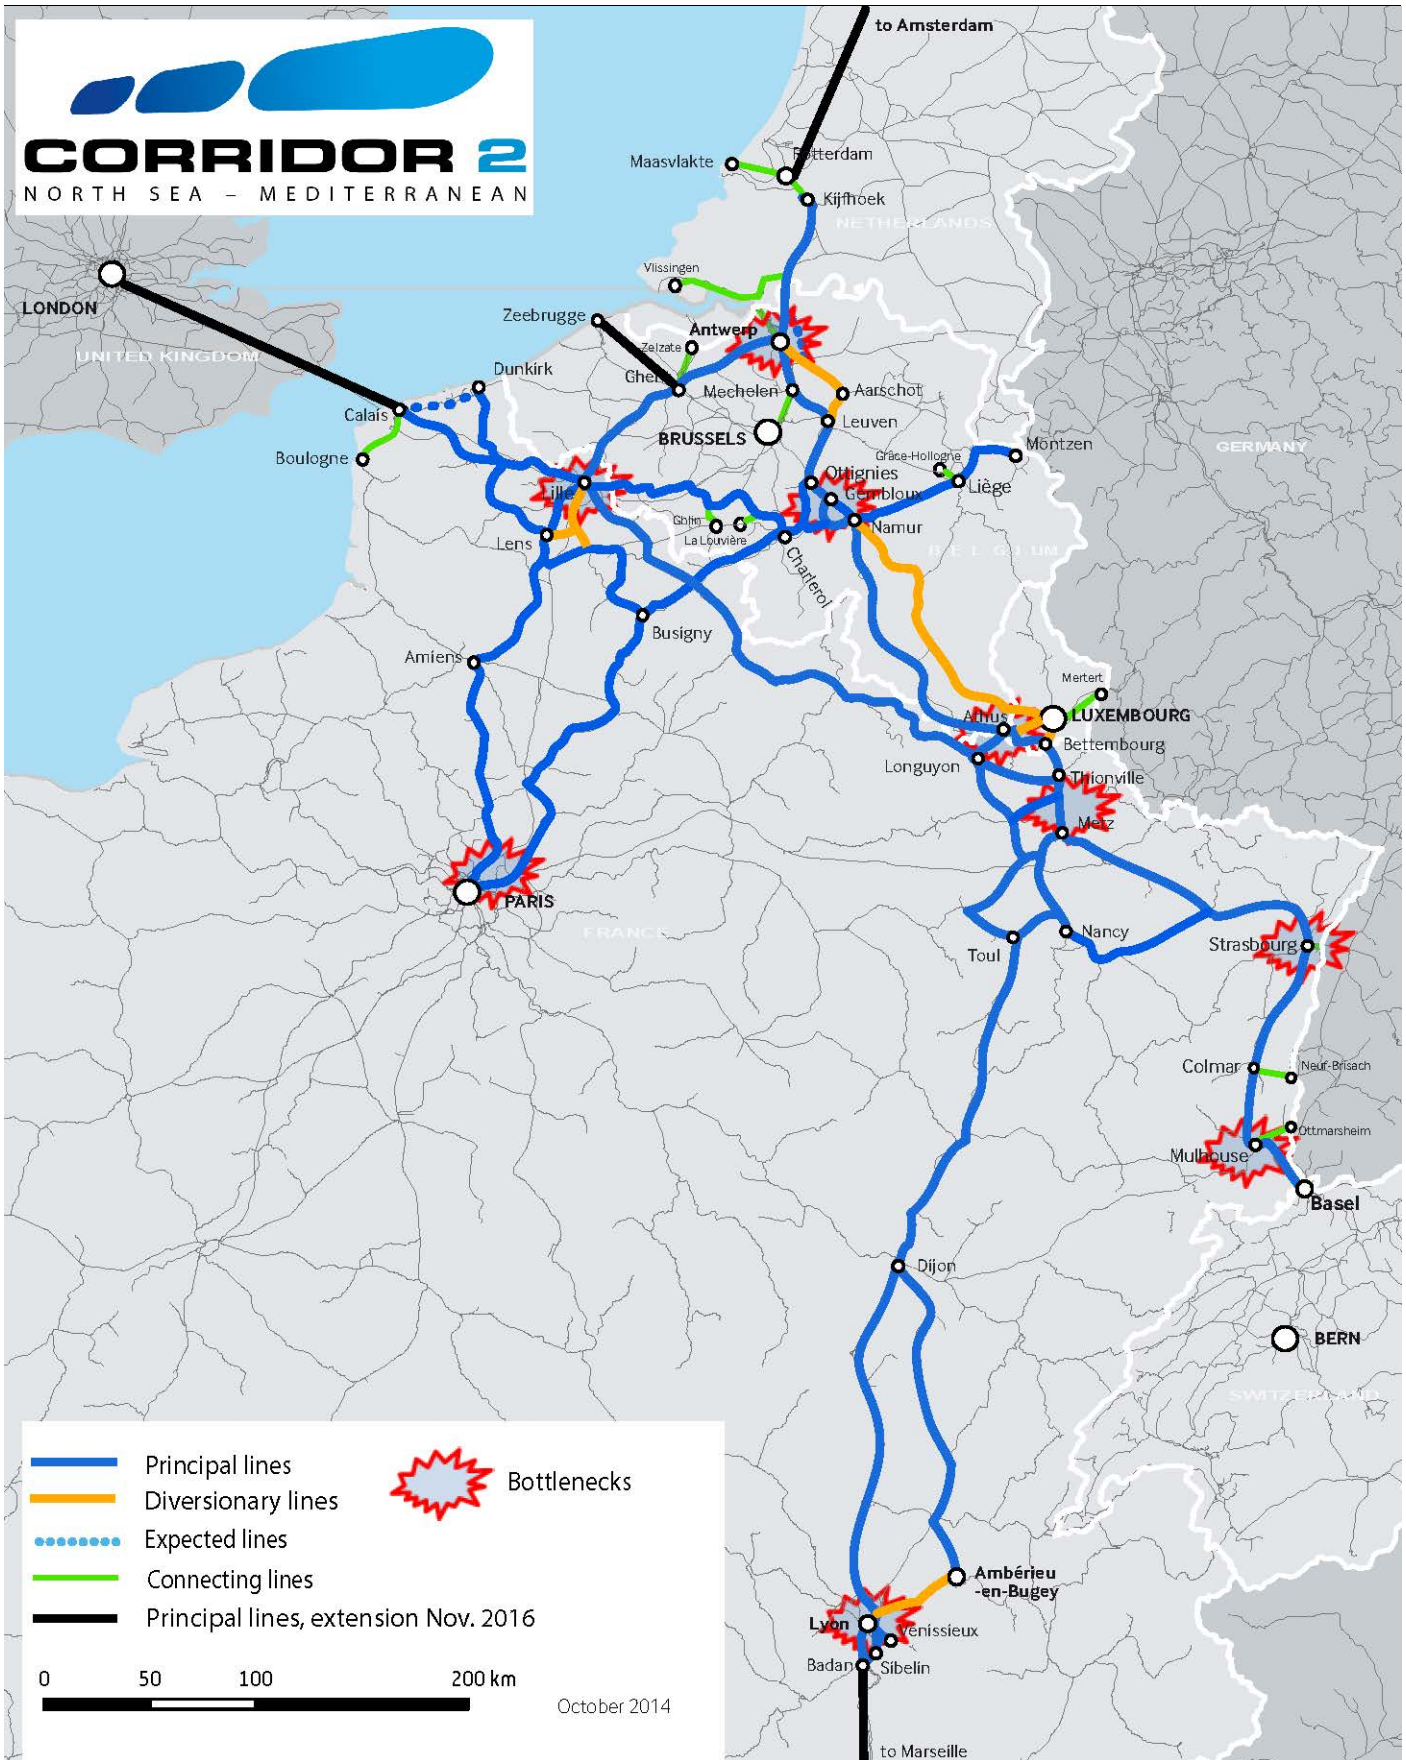 to Amsterdam
CORRIDOR 2
NORTH SEA – MEDITERRANEAN
Maasvlakte
Rotterdam
Kijfhoek
NETHERLANDS
Vlissingen
LONDON
UNITED KINGDOM
Zeebrugge
Antwerp
Zelzate
Dunkirk
Ghent
Mechelen
Aarschot
Calais
Leuven
BRUSSELS
Boulogne
Montzen
GERMANY
Grâce-Hollogne
Ottignies
Liège
Lille
Gembloux
Ghlin
Namur
La Louvière
Lens
BELGIUM
Charleroi
Busigny
Amiens
Mertert
Athus
LUXEMBOURG
Bettembourg
Longuyon
Thionville
Metz
PARIS
FRANCE
Nancy
Toul
Strasbourg
Colmar
Neuf-Brisach
Ottmarsheim
Mulhouse
Basel
Dijon
BERN
SWITZERLAND
Principal lines
Bottlenecks
Diversionary lines
Expected lines
Connecting lines
Principal lines, extension Nov. 2016
0 50 100 200 km
October 2014
Ambérieu
-en-Bugey
Lyon
Venissieux
Badan
Sibelin
to Marseille